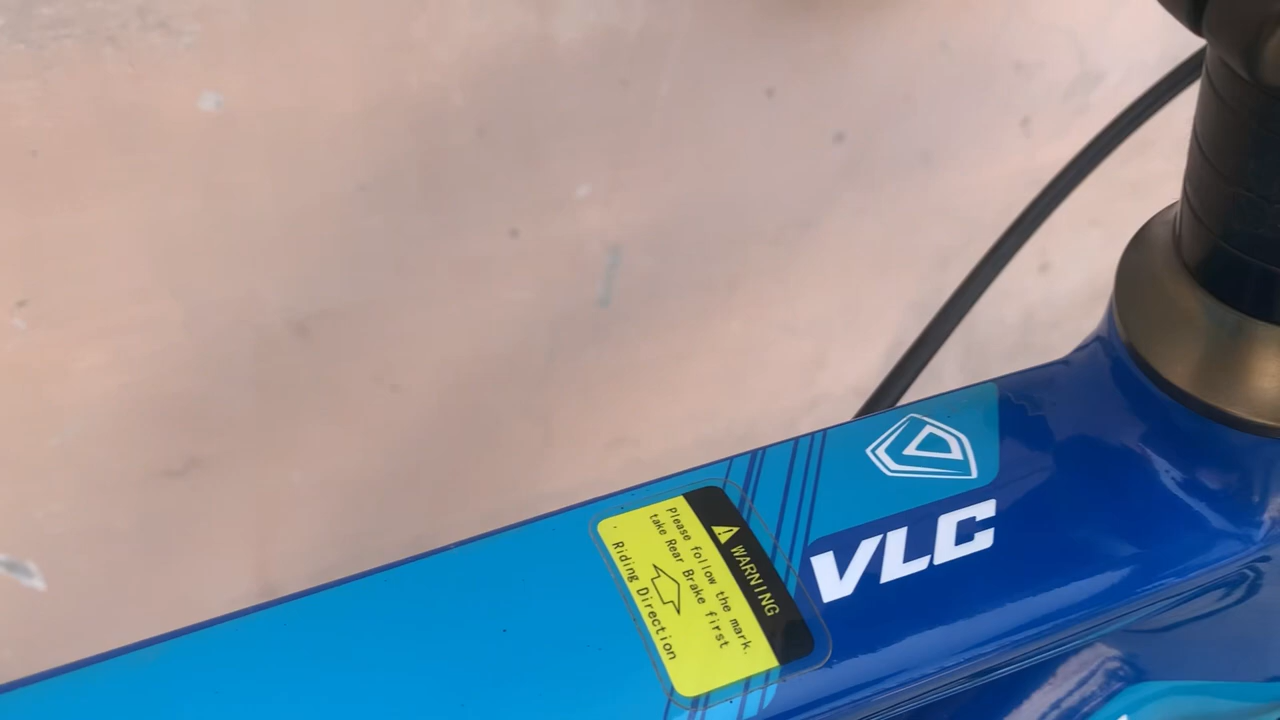 VLC
WARNING
Please follow the mark.
take Rear Brake first
Riding Direction